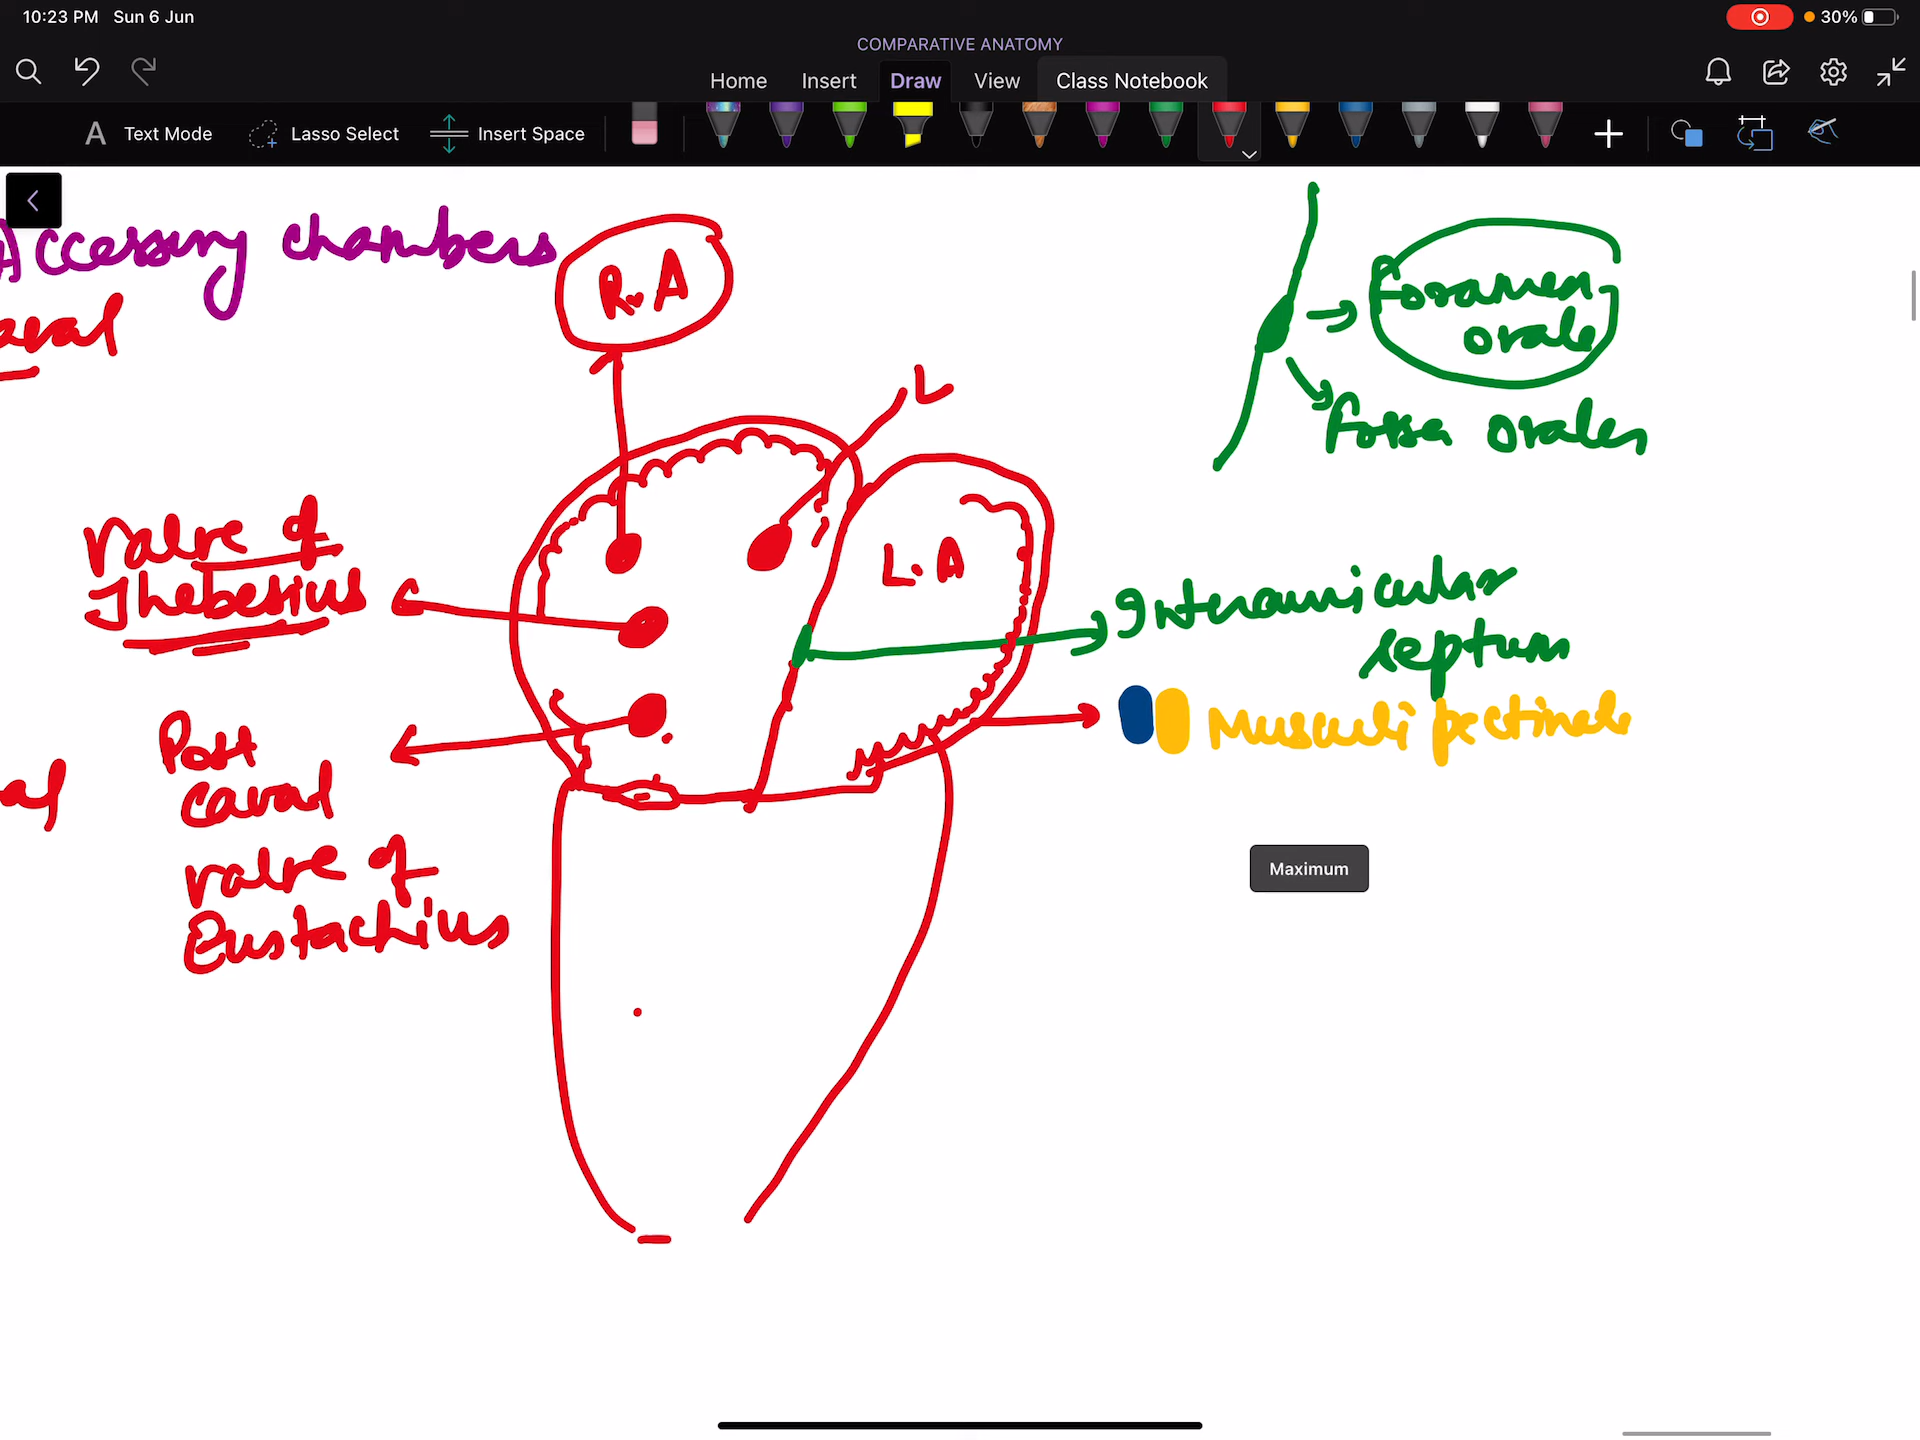 10:23 PM Sun 6 Jun
30%
COMPARATIVE ANATOMY
Home Insert Draw View Class Notebook
A Text Mode Lasso Select Insert Space
Accessory chambers
R.A
Foramen
ovale
Fossa ovales
L
L.A
Valve of
Thebesius
Interauricular
septum
Musculi pectinate
Post
Caval
valve of
Eustachius
Maximum